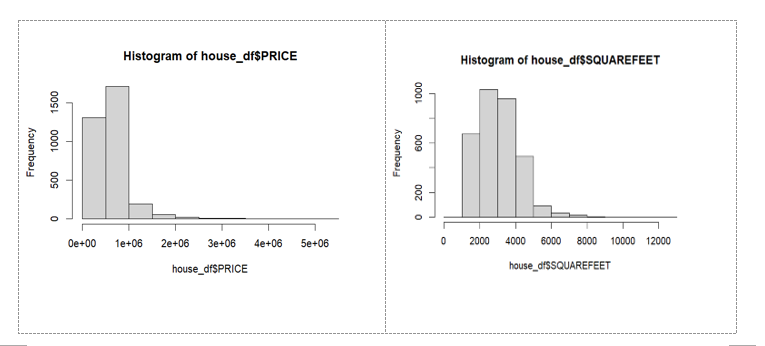 Histogram of house_df$PRICE
Frequency
1500
1000
500
0
0e+00 1e+06 2e+06 3e+06 4e+06 5e+06
house_df$PRICE
Histogram of house_df$SQUAREFEET
Frequency
1000
600
200
0
0 2000 4000 6000 8000 10000 12000
house_df$SQUAREFEET